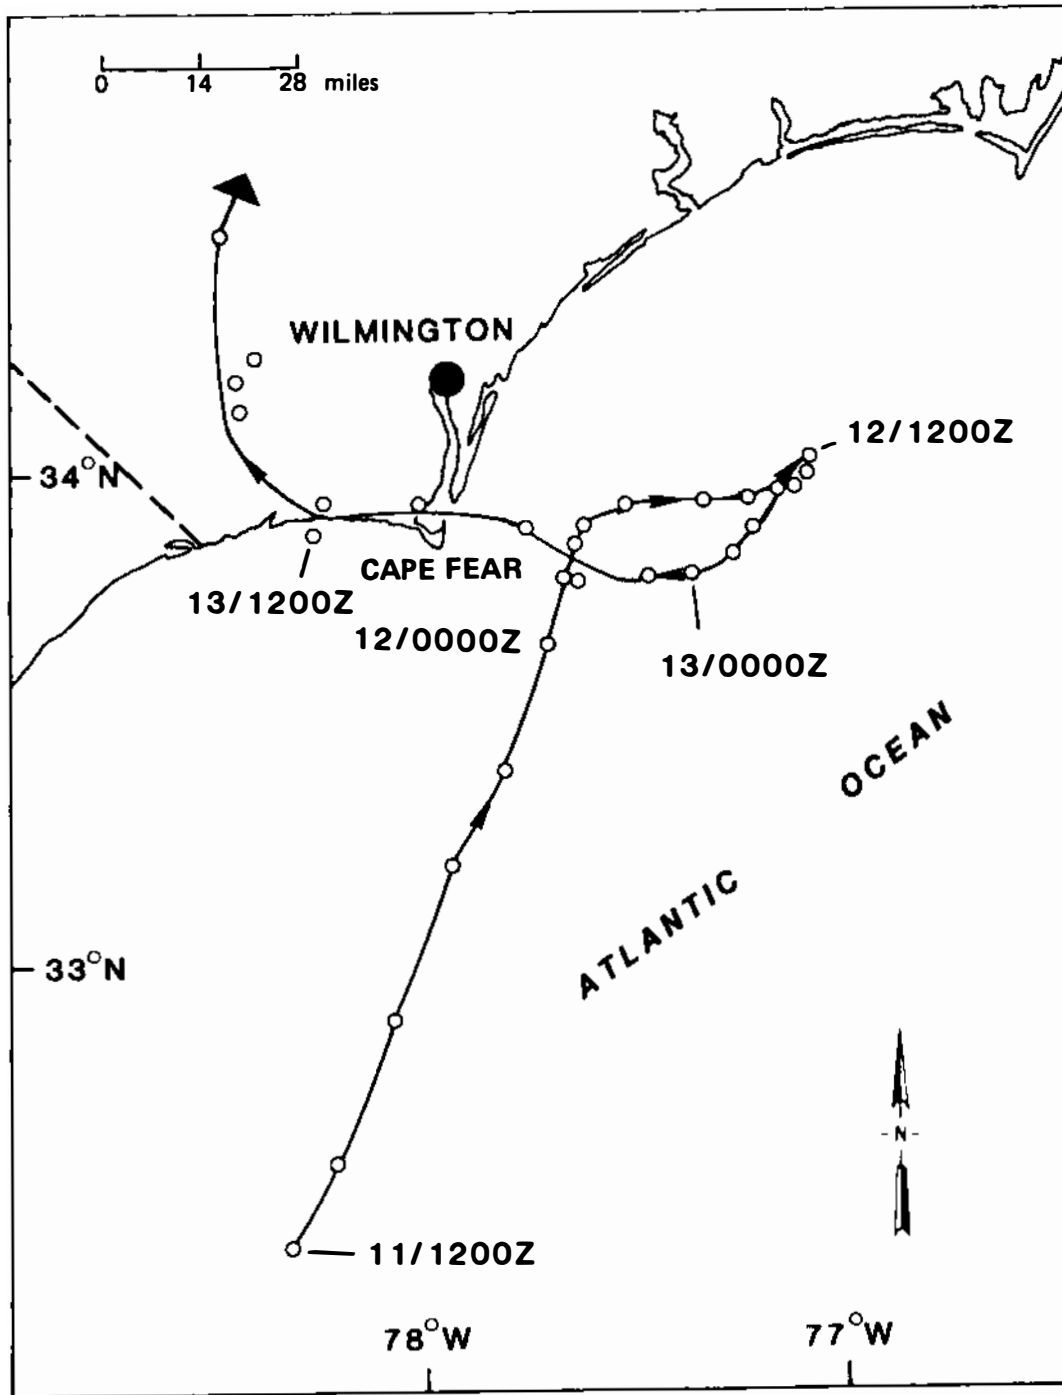 0 14 28 miles
WILMINGTON
12/1200Z
34°N
CAPE FEAR
13/1200Z
12/0000Z
13/0000Z
OCEAN
ATLANTIC
33°N
-N-
11/1200Z
78°W
77°W